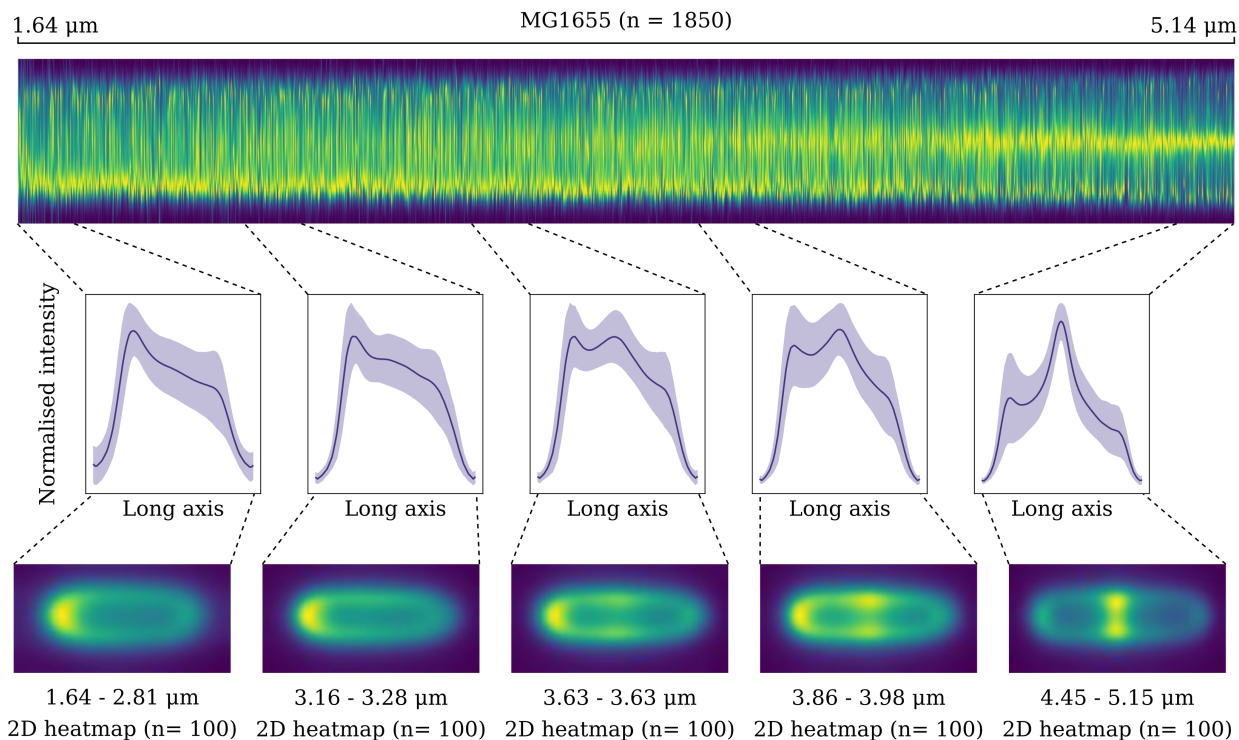 1.64 µm
MG1655 (n = 1850)
5.14 µm
Normalised intensity
Long axis
Long axis
Long axis
Long axis
Long axis
1.64 - 2.81 µm
3.16 - 3.28 µm
3.63 - 3.63 µm
3.86 - 3.98 µm
4.45 - 5.15 µm
2D heatmap (n= 100)
2D heatmap (n= 100)
2D heatmap (n= 100)
2D heatmap (n= 100)
2D heatmap (n= 100)